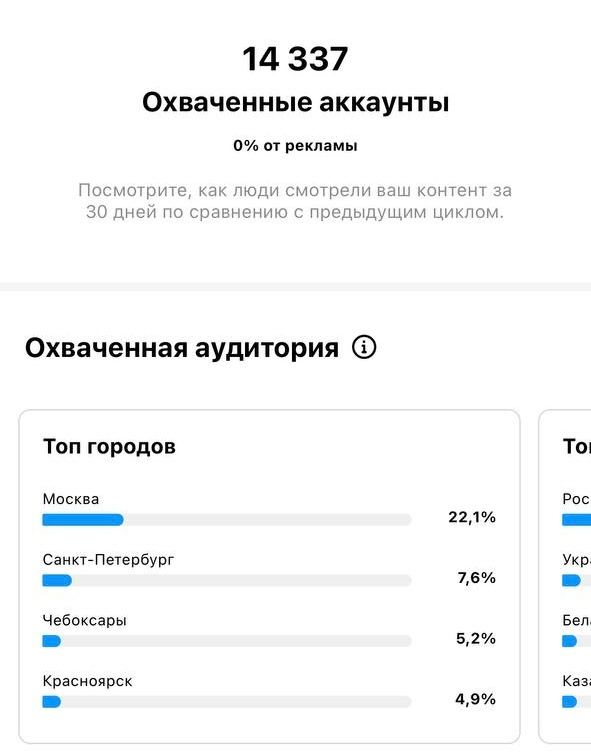 14 337
Охваченные аккаунты
0% от рекламы
Посмотрите, как люди смотрели ваш контент за
30 дней по сравнению с предыдущим циклом.
Охваченная аудитория
Топ городов
Москва
22,1%
Санкт-Петербург
7,6%
Чебоксары
5,2%
Красноярск
4,9%